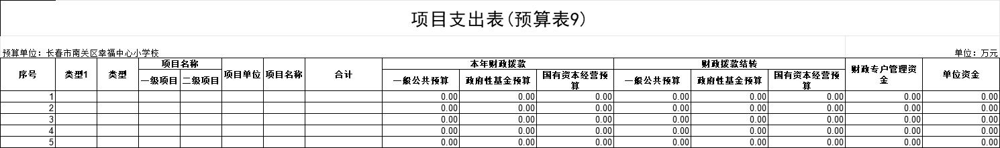 项目支出表(预算表9)
预算单位：长春市南关区幸福中心小学校 单位：万元
序号 类型1 类型 项目名称 项目单位 项目名称 合计 本年财政拨款 财政拨款结转 财政专户管理资金 单位资金
一级项目 二级项目 一般公共预算 政府性基金预算 国有资本经营预算 一般公共预算 政府性基金预算 国有资本经营预算
1 0.00 0.00 0.00 0.00 0.00 0.00 0.00 0.00
2 0.00 0.00 0.00 0.00 0.00 0.00 0.00 0.00
3 0.00 0.00 0.00 0.00 0.00 0.00 0.00 0.00
4 0.00 0.00 0.00 0.00 0.00 0.00 0.00 0.00
5 0.00 0.00 0.00 0.00 0.00 0.00 0.00 0.00